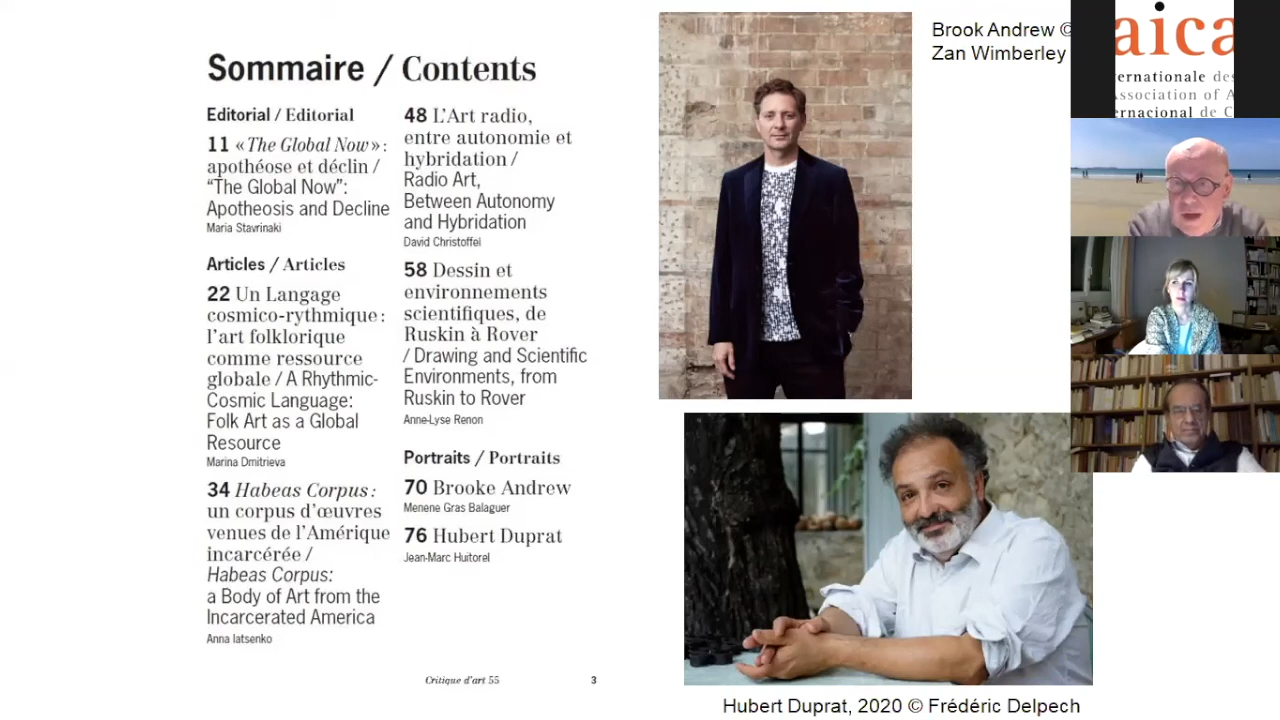 Sommaire / Contents
Editorial / Editorial
11 « The Global Now » :
apothéose et déclin /
“The Global Now”:
Apotheosis and Decline
Maria Stavrinaki
Articles / Articles
22 Un Langage
cosmico-rythmique :
l’art folklorique
comme ressource
globale / A Rhythmic-
Cosmic Language:
Folk Art as a Global
Resource
Marina Dmitrieva
34 Habeas Corpus :
un corpus d’œuvres
venues de l’Amérique
incarcérée /
Habeas Corpus:
a Body of Art from the
Incarcerated America
Anna Iatsenko
48 L’Art radio,
entre autonomie et
hybridation /
Radio Art,
Between Autonomy
and Hybridation
David Christoffel
58 Dessin et
environnements
scientifiques, de
Ruskin à Rover
/ Drawing and Scientific
Environments, from
Ruskin to Rover
Anne-Lyse Renon
Portraits / Portraits
70 Brooke Andrew
Menene Gras Balaguer
76 Hubert Duprat
Jean-Marc Huitorel
Critique d’art 55
3
Brook Andrew ©
Zan Wimberley
Hubert Duprat, 2020 © Frédéric Delpech
aica
ternationale des
Association of A
ernacional de C